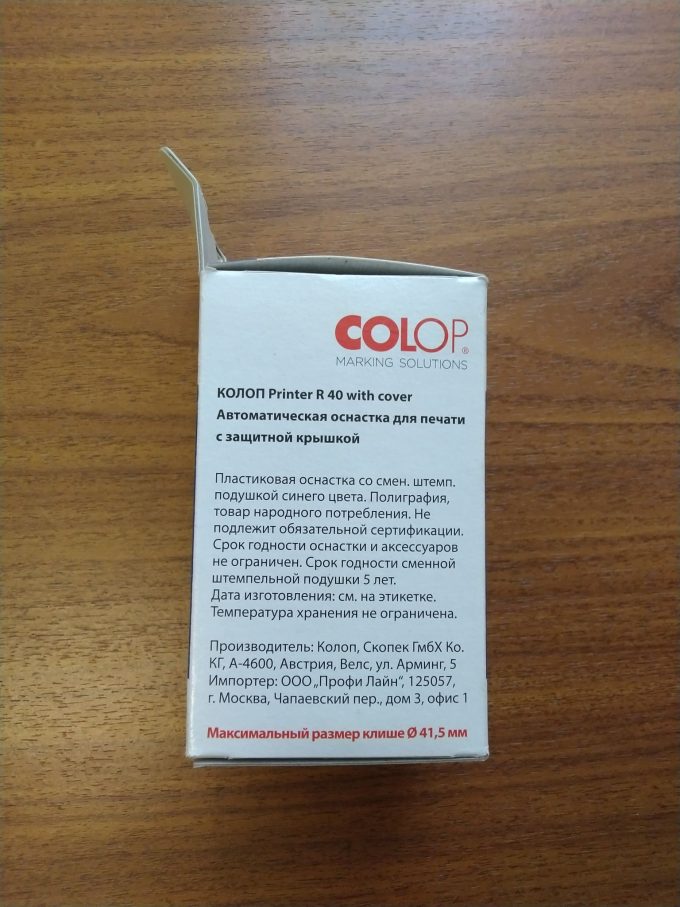 COLOP®
MARKING SOLUTIONS
КОЛОП Printer R 40 with cover
Автоматическая оснастка для печати
с защитной крышкой
Пластиковая оснастка со смен. штемп.
подушкой синего цвета. Полиграфия,
товар народного потребления. Не
подлежит обязательной сертификации.
Срок годности оснастки и аксессуаров
не ограничен. Срок годности сменной
штемпельной подушки 5 лет.
Дата изготовления: см. на этикетке.
Температура хранения не ограничена.
Производитель: Колоп, Скопек ГмбХ Ко.
КГ, А-4600, Австрия, Велс, ул. Арминг, 5
Импортер: ООО „Профи Лайн“, 125057,
г. Москва, Чапаевский пер., дом 3, офис 1
Максимальный размер клише Ø 41,5 мм